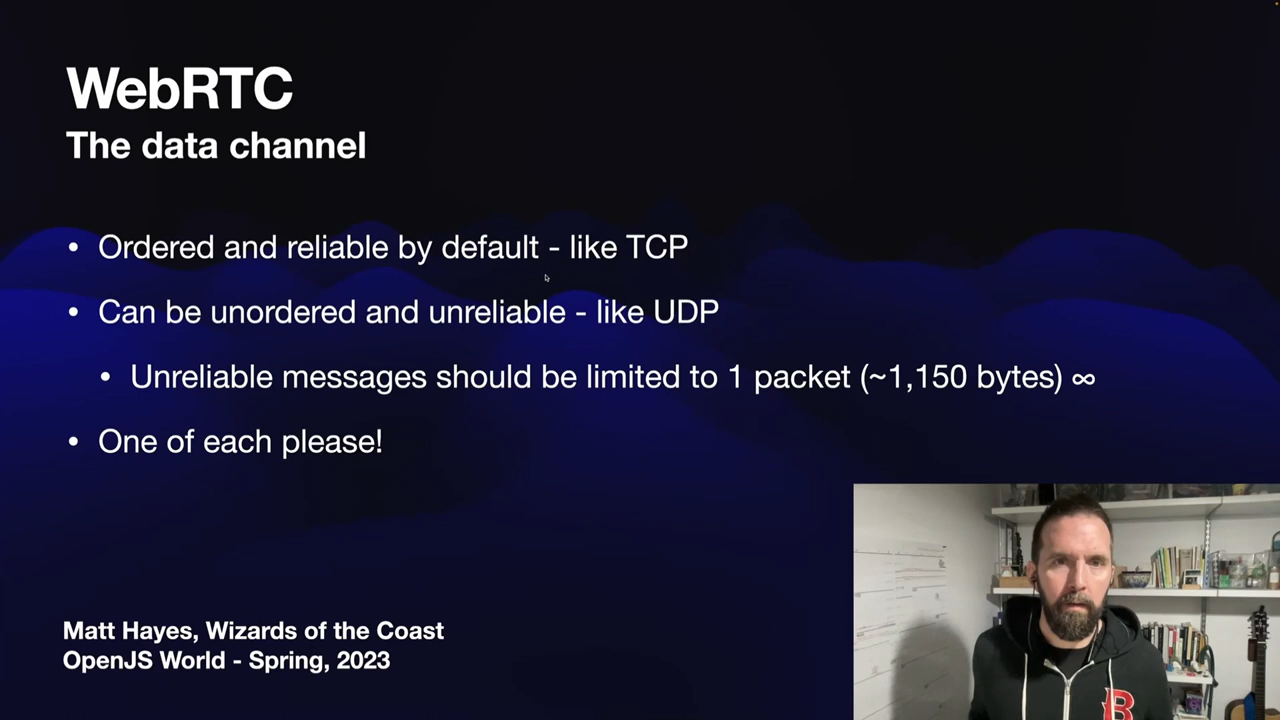 WebRTC
The data channel
• Ordered and reliable by default - like TCP
• Can be unordered and unreliable - like UDP
• Unreliable messages should be limited to 1 packet (~1,150 bytes) ∞
• One of each please!
Matt Hayes, Wizards of the Coast
OpenJS World - Spring, 2023
B